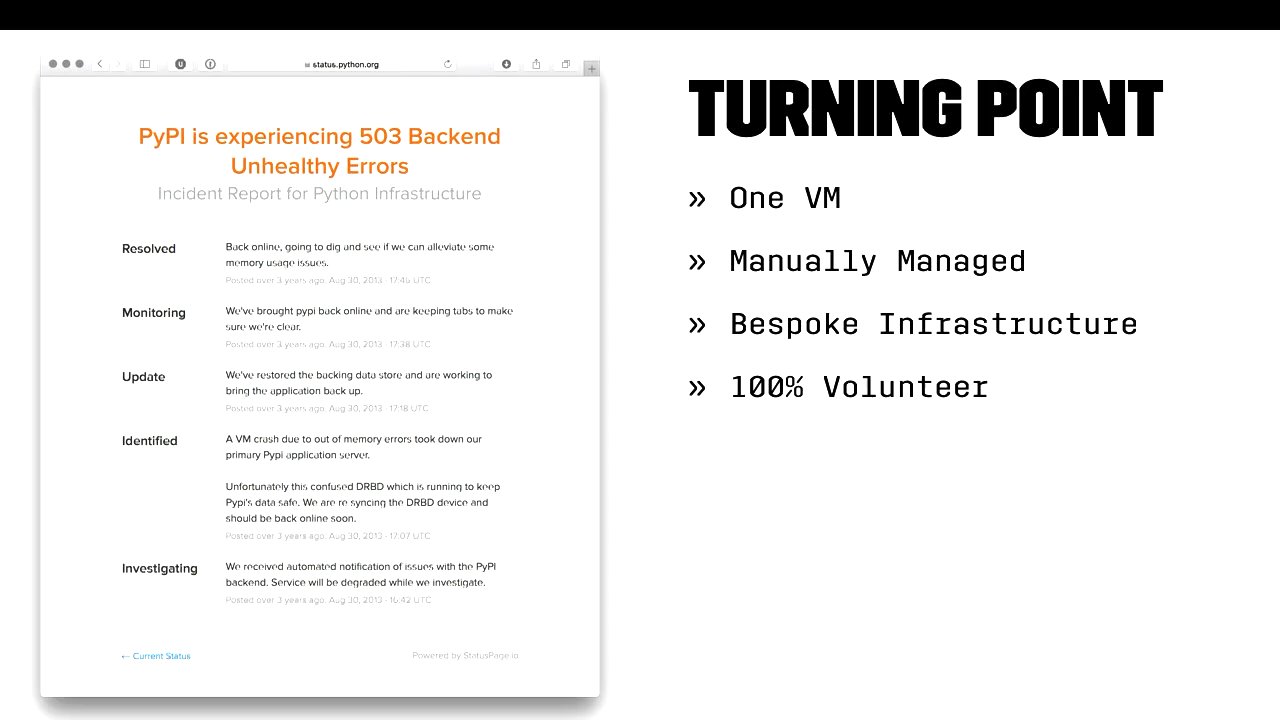 status.python.org
PyPI is experiencing 503 Backend
Unhealthy Errors
Incident Report for Python Infrastructure
Resolved
Back online, going to dig and see if we can alleviate some
memory usage issues.
Posted over 3 years ago. Aug 30, 2013 - 17:45 UTC
Monitoring
We've brought pypi back online and are keeping tabs to make
sure we're clear.
Posted over 3 years ago. Aug 30, 2013 - 17:38 UTC
Update
We've restored the backing data store and are working to
bring the application back up.
Posted over 3 years ago. Aug 30, 2013 - 17:18 UTC
Identified
A VM crash due to out of memory errors took down our
primary Pypi application server.
Unfortunately this confused DRBD which is running to keep
Pypi's data safe. We are re syncing the DRBD device and
should be back online soon.
Posted over 3 years ago. Aug 30, 2013 - 17:07 UTC
Investigating
We received automated notification of issues with the PyPI
backend. Service will be degraded while we investigate.
Posted over 3 years ago. Aug 30, 2013 - 16:42 UTC
← Current Status
Powered by StatusPage.io
TURNING POINT
» One VM
» Manually Managed
» Bespoke Infrastructure
» 100% Volunteer